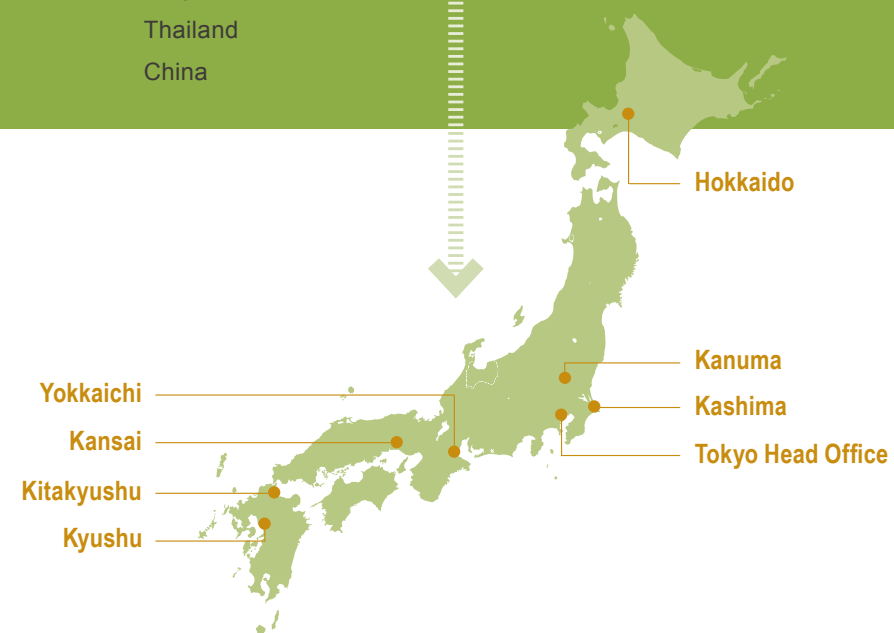 Thailand
China
Hokkaido
Kanuma
Kashima
Tokyo Head Office
Yokkaichi
Kansai
Kitakyushu
Kyushu